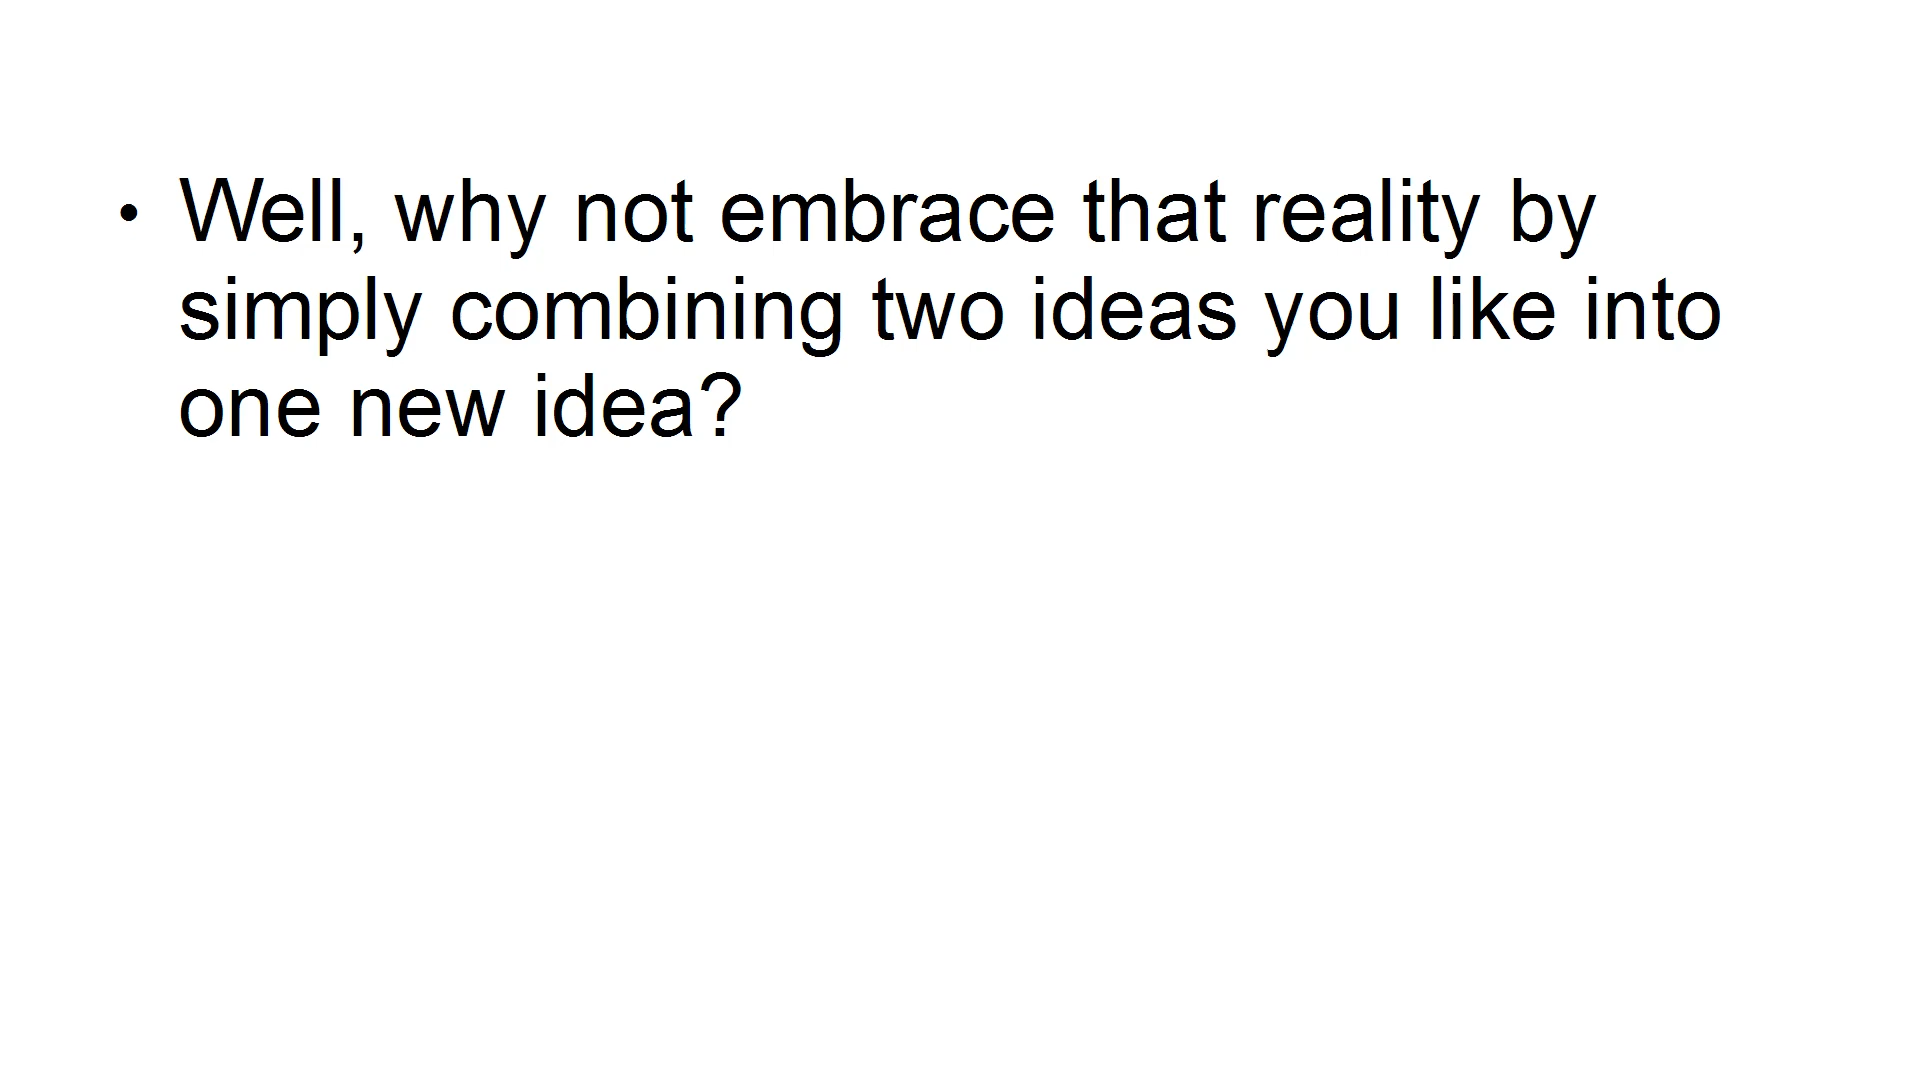 • Well, why not embrace that reality by
simply combining two ideas you like into
one new idea?